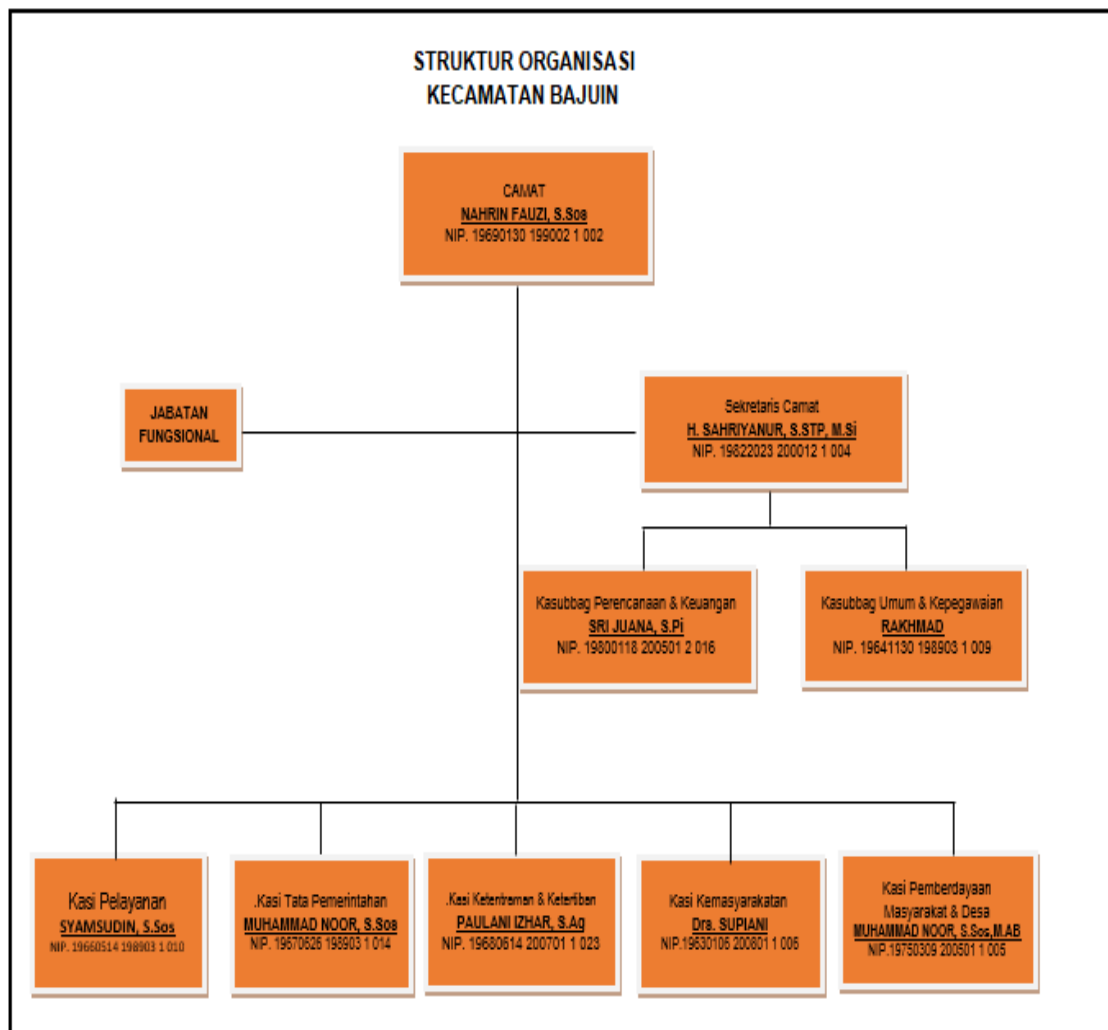 STRUKTUR ORGANISASI
KECAMATAN BAJUIN
CAMAT
NAHRIN FAUZI, S.Sos
NIP. 19690130 199002 1 002
JABATAN
FUNGSIONAL
Sekretaris Camat
H. SAHRIYANUR, S.STP, M.Si
NIP. 19822023 200012 1 004
Kasubbag Perencanaan & Keuangan
SRI JUANA, S.Pi
NIP. 19800118 200501 2 016
Kasubbag Umum & Kepegawaian
RAKHMAD
NIP. 19641130 198903 1 009
Kasi Pelayanan
SYAMSUDIN, S.Sos
NIP. 19660514 198903 1 010
.Kasi Tata Pemerintahan
MUHAMMAD NOOR, S.Sos
NIP. 19670626 198903 1 014
.Kasi Ketentraman & Ketertiban
PAULANI IZHAR, S.Ag
NIP. 19680614 200701 1 023
Kasi Kemasyarakatan
Drs. SUPIANI
NIP.19630106 200801 1 006
Kasi Pemberdayaan
Masyarakat & Desa
MUHAMMAD NOOR, S.Sos,M.AB
NIP.19750309 200501 1 005